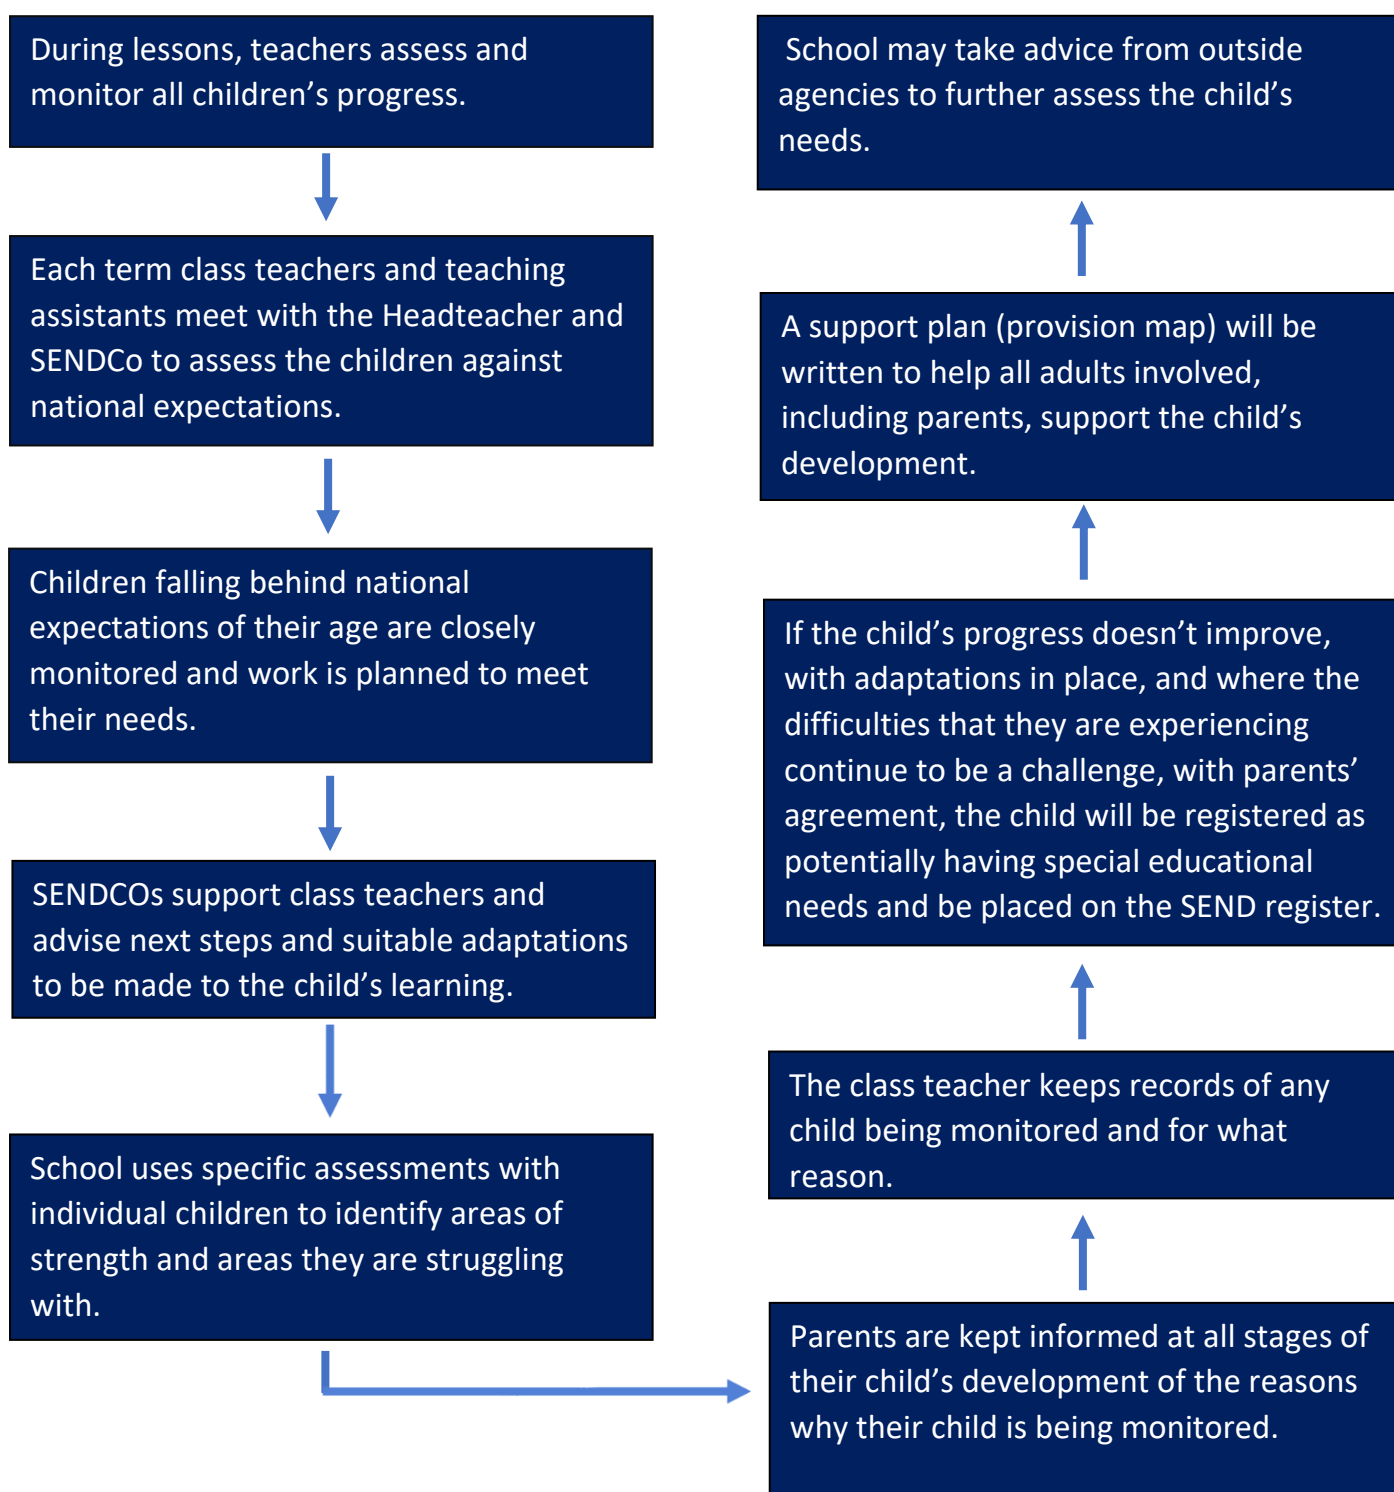 During lessons, teachers assess and
monitor all children’s progress.
Each term class teachers and teaching
assistants meet with the Headteacher and
SENDCo to assess the children against
national expectations.
Children falling behind national
expectations of their age are closely
monitored and work is planned to meet
their needs.
SENDCOs support class teachers and
advise next steps and suitable adaptations
to be made to the child’s learning.
School uses specific assessments with
individual children to identify areas of
strength and areas they are struggling
with.
Parents are kept informed at all stages of
their child’s development of the reasons
why their child is being monitored.
The class teacher keeps records of any
child being monitored and for what
reason.
If the child’s progress doesn’t improve,
with adaptations in place, and where the
difficulties that they are experiencing
continue to be a challenge, with parents’
agreement, the child will be registered as
potentially having special educational
needs and be placed on the SEND register.
A support plan (provision map) will be
written to help all adults involved,
including parents, support the child’s
development.
School may take advice from outside
agencies to further assess the child’s
needs.